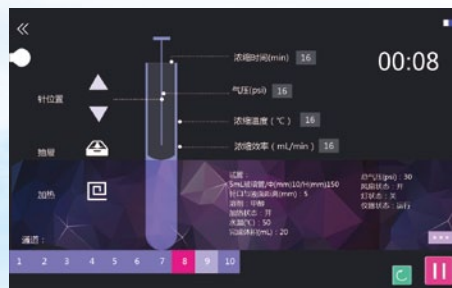 浓缩时间(min) 16
00:08
气压(psi) 16
针位置
浓缩温度（℃） 16
浓缩效率（mL/min） 16
抽屉
加热
试管：
5mL玻璃管/Φ(mm)10/H(mm)150
针口与液面距离(mm)：5
溶剂：甲醇
加热状态：开
水温(℃)：50
完成体积(mL)：20
总气压(psi)：30
风扇状态：开
灯状态：关
仪器状态：运行
通道：
1 2 3 4 5 6 7 8 9 10